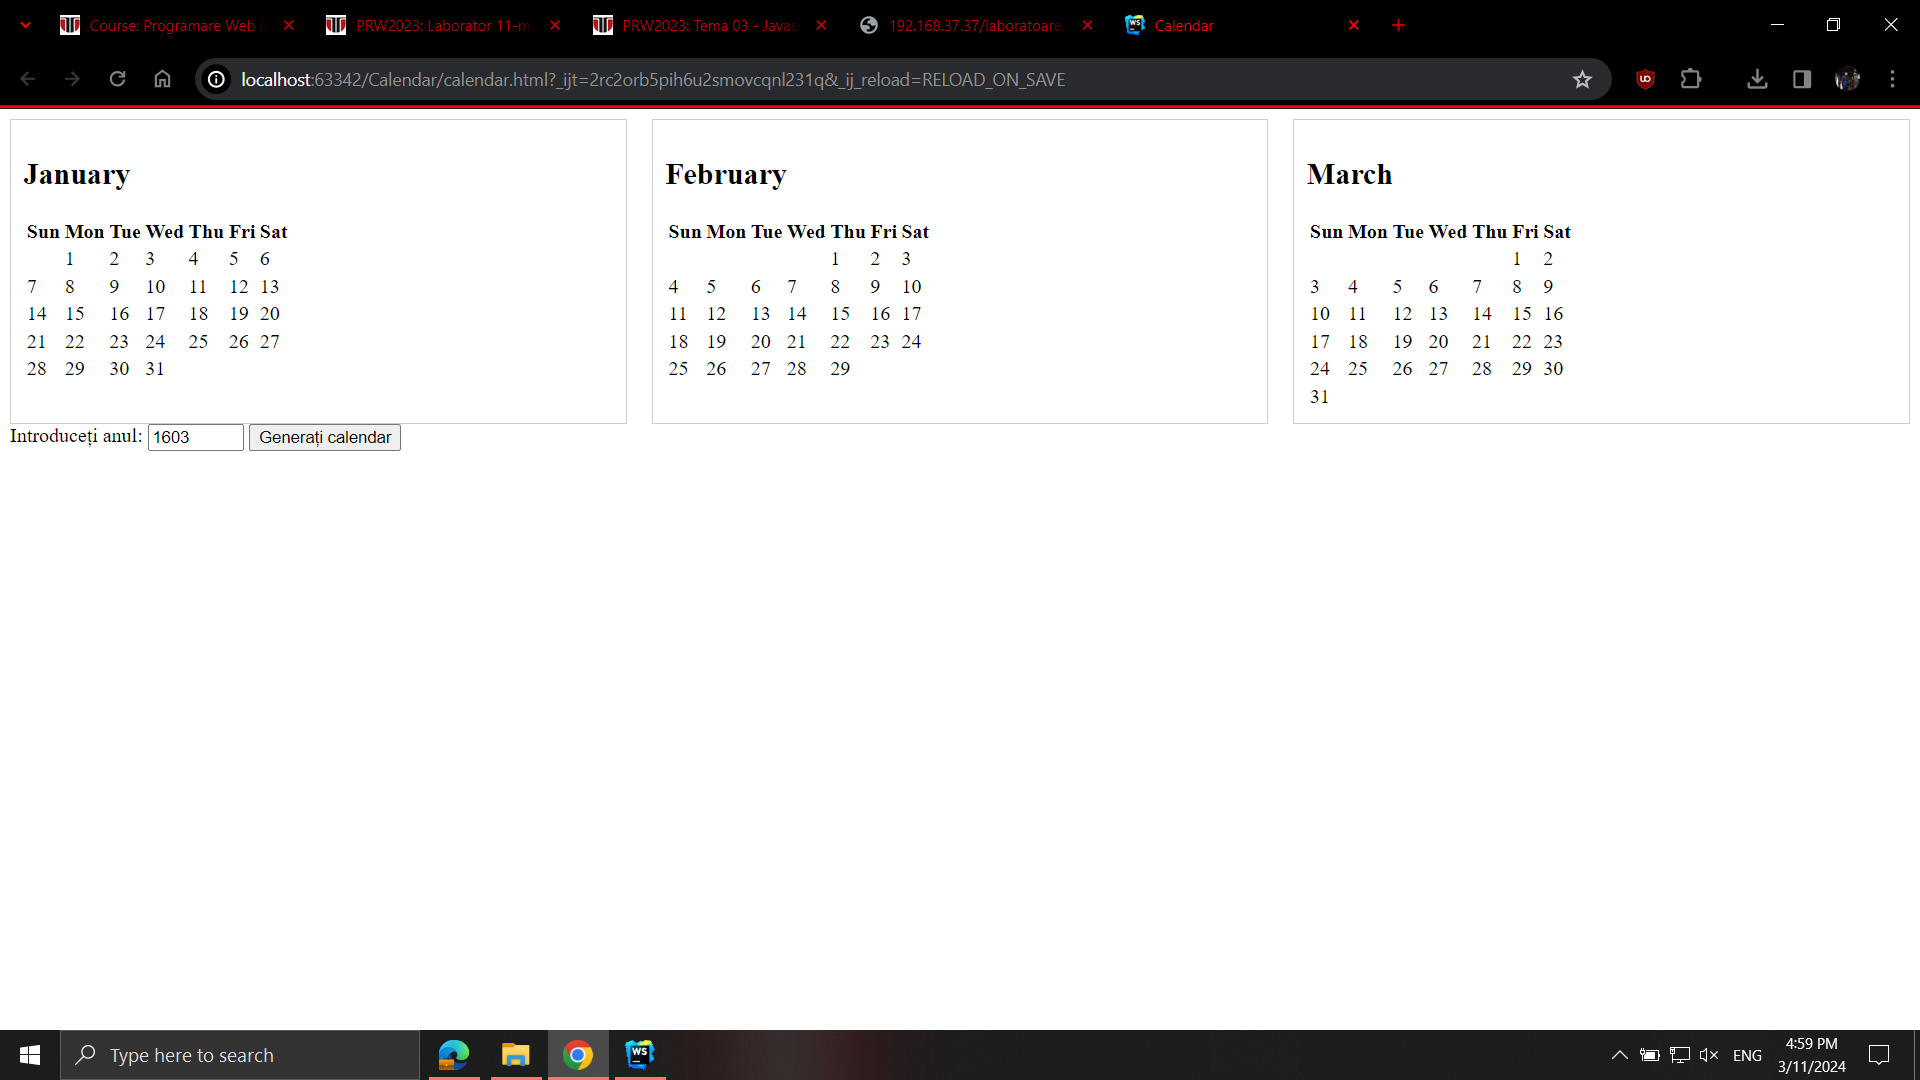 Course: Programare Web
PRW2023: Laborator 11-m
PRW2023: Tema 03 - Javas
192.168.37.37/laboratoare
Calendar
localhost:63342/Calendar/calendar.html?_ijt=2rc2orb5pih6u2smovcqnl231q&_ij_reload=RELOAD_ON_SAVE
January
Sun Mon Tue Wed Thu Fri Sat
1 2 3 4 5 6
7 8 9 10 11 12 13
14 15 16 17 18 19 20
21 22 23 24 25 26 27
28 29 30 31
February
Sun Mon Tue Wed Thu Fri Sat
1 2 3
4 5 6 7 8 9 10
11 12 13 14 15 16 17
18 19 20 21 22 23 24
25 26 27 28 29
March
Sun Mon Tue Wed Thu Fri Sat
1 2
3 4 5 6 7 8 9
10 11 12 13 14 15 16
17 18 19 20 21 22 23
24 25 26 27 28 29 30
31
Introduceți anul: 1603 Generați calendar
Type here to search
WS
ENG
4:59 PM
3/11/2024